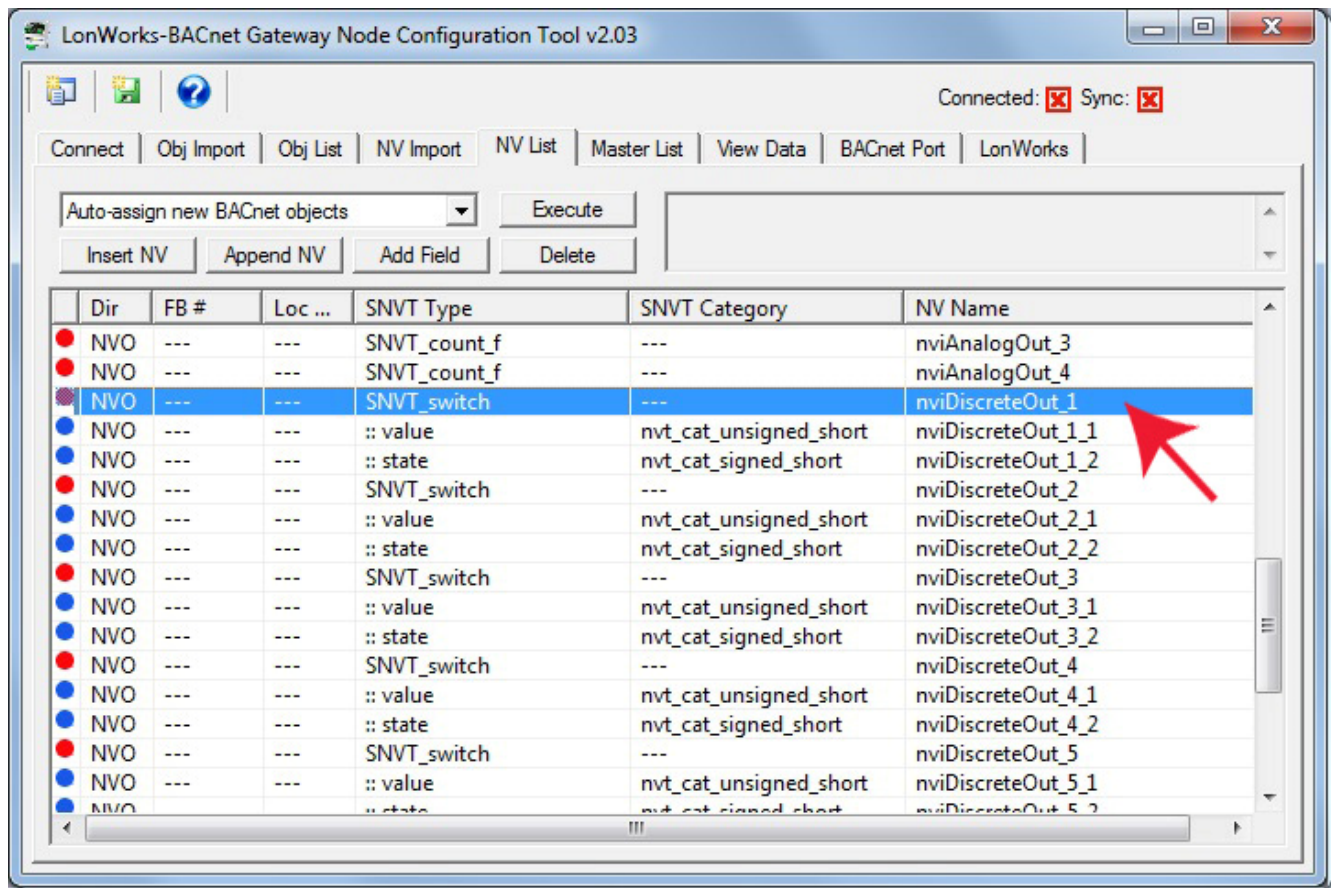 LonWorks-BACnet Gateway Node Configuration Tool v2.03
Connected: Sync:
Connect Obj Import Obj List NV Import NV List Master List View Data BACnet Port LonWorks
Auto-assign new BACnet objects Execute
Insert NV Append NV Add Field Delete
Dir FB # Loc ... SNVT Type SNVT Category NV Name
NVO --- --- SNVT_count_f --- nviAnalogOut_3
NVO --- --- SNVT_count_f --- nviAnalogOut_4
NVO --- --- SNVT_switch --- nviDiscreteOut_1
NVO --- --- :: value nvt_cat_unsigned_short nviDiscreteOut_1_1
NVO --- --- :: state nvt_cat_signed_short nviDiscreteOut_1_2
NVO --- --- SNVT_switch --- nviDiscreteOut_2
NVO --- --- :: value nvt_cat_unsigned_short nviDiscreteOut_2_1
NVO --- --- :: state nvt_cat_signed_short nviDiscreteOut_2_2
NVO --- --- SNVT_switch --- nviDiscreteOut_3
NVO --- --- :: value nvt_cat_unsigned_short nviDiscreteOut_3_1
NVO --- --- :: state nvt_cat_signed_short nviDiscreteOut_3_2
NVO --- --- SNVT_switch --- nviDiscreteOut_4
NVO --- --- :: value nvt_cat_unsigned_short nviDiscreteOut_4_1
NVO --- --- :: state nvt_cat_signed_short nviDiscreteOut_4_2
NVO --- --- SNVT_switch --- nviDiscreteOut_5
NVO --- --- :: value nvt_cat_unsigned_short nviDiscreteOut_5_1
NVO --- --- :: state nvt_cat_signed_short nviDiscreteOut_5_2